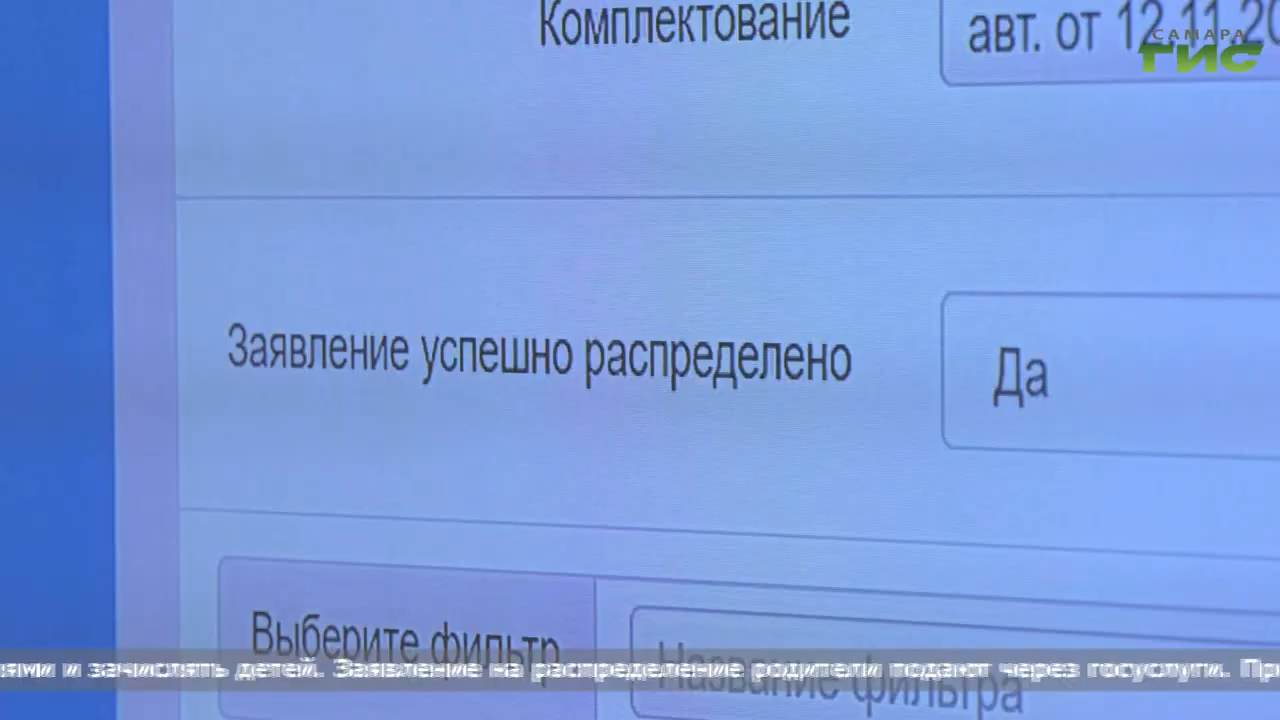 Комплектование
авт. от 12.11.20
САМАРА
ГИС
Заявление успешно распределено
Да
Выберите фильтр
Название фильтра
и зачислять детей. Заявление на распределение родители подают через госуслуги.